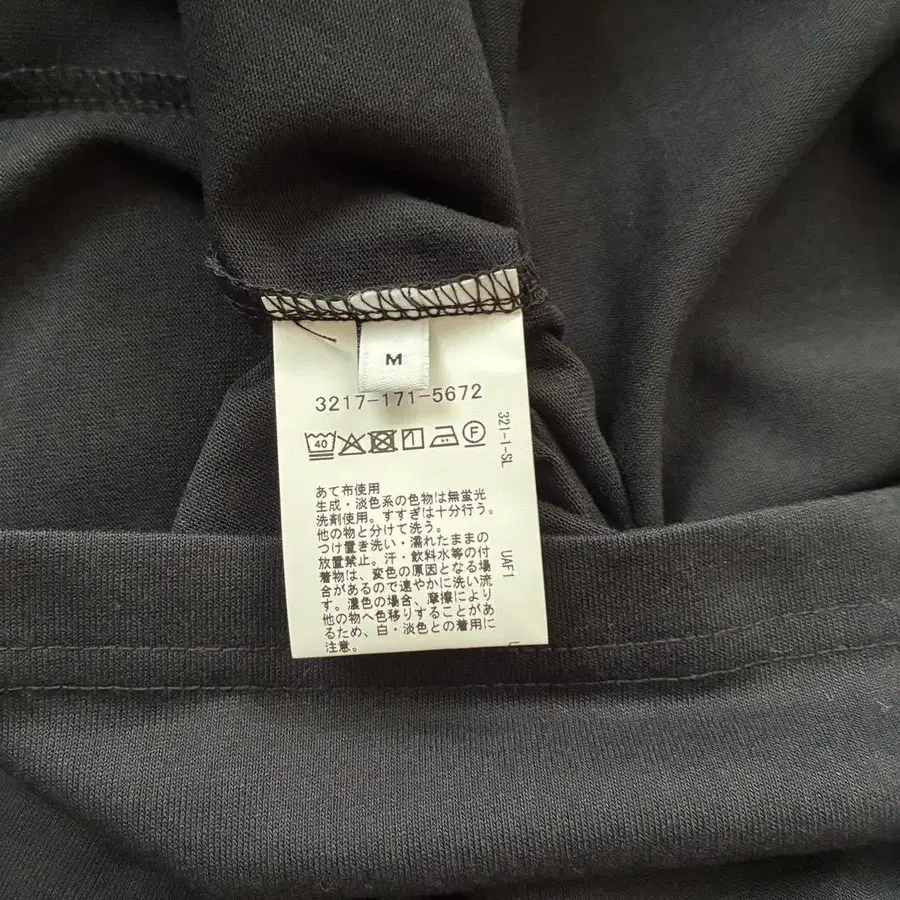 M
3217-171-5672
40 F
あて布使用
生成・淡色系の色物は無蛍光
洗剤使用。すすぎは十分行う。
他の物と分けて洗う。
つけ置き洗い・濡れたままの
放置禁止。汗・飲料水等の付
着物は、変色の原因となる場
合があるので速やかに洗い流
す。濃色の場合、摩擦により
他の物へ色移りすることがあ
るため、白・淡色との着用に
注意。
321-I-SL
UAF1